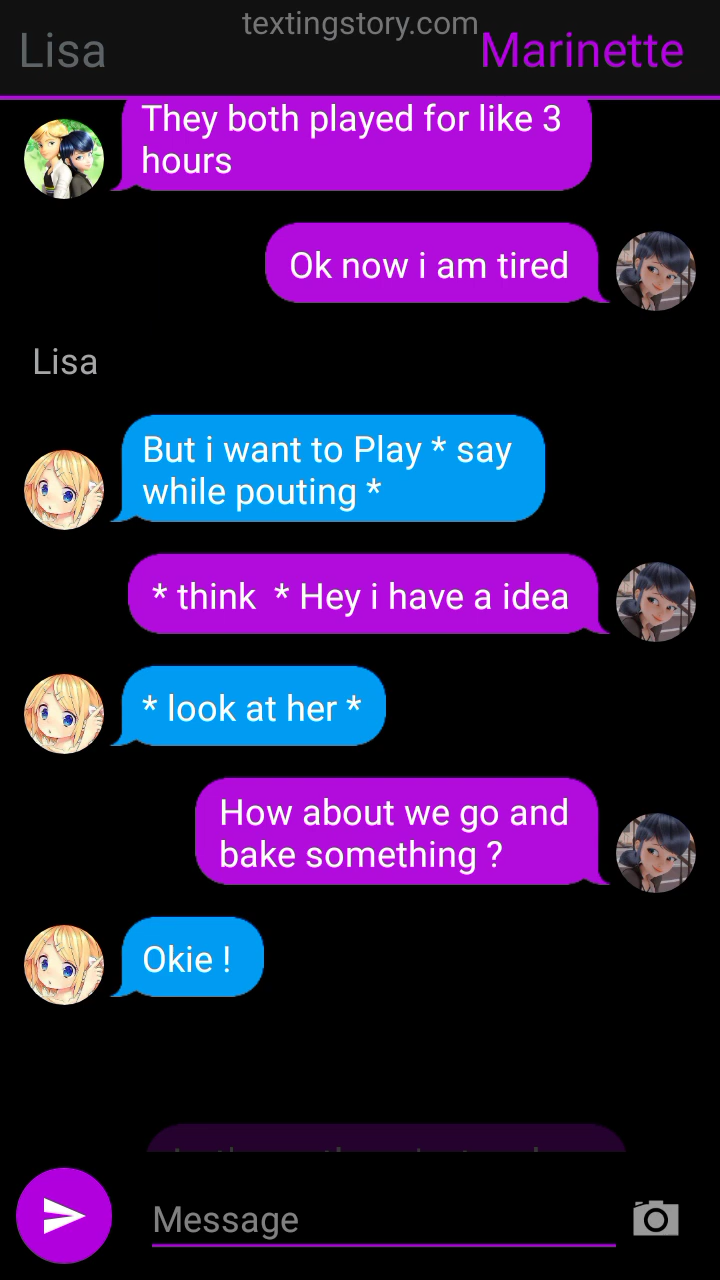 textingstory.com
Lisa
Marinette
They both played for like 3
hours
Ok now i am tired
Lisa
But i want to Play * say
while pouting *
* think  * Hey i have a idea
* look at her *
How about we go and
bake something ?
Okie !
Message